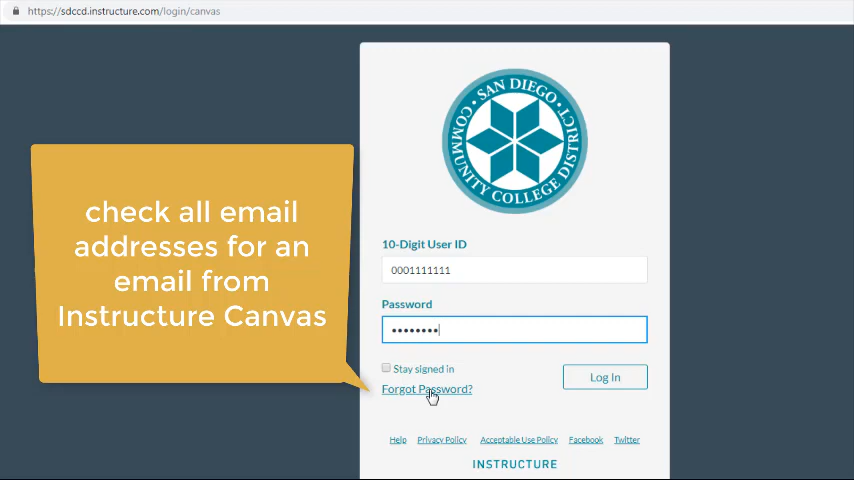 https://sdccd.instructure.com/login/canvas
SAN DIEGO
COMMUNITY COLLEGE DISTRICT
check all email
addresses for an
email from
Instructure Canvas
10-Digit User ID
0001111111
Password
••••••••
Stay signed in
Forgot Password?
Log In
Help Privacy Policy Acceptable Use Policy Facebook Twitter
INSTRUCTURE